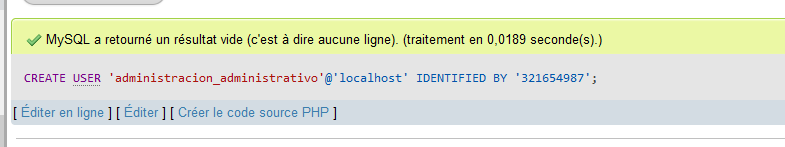 MySQL a retourné un résultat vide (c'est à dire aucune ligne). (traitement en 0,0189 seconde(s).)
CREATE USER 'administracion_administrativo'@'localhost' IDENTIFIED BY '321654987';
[ Éditer en ligne ] [ Éditer ] [ Créer le code source PHP ]